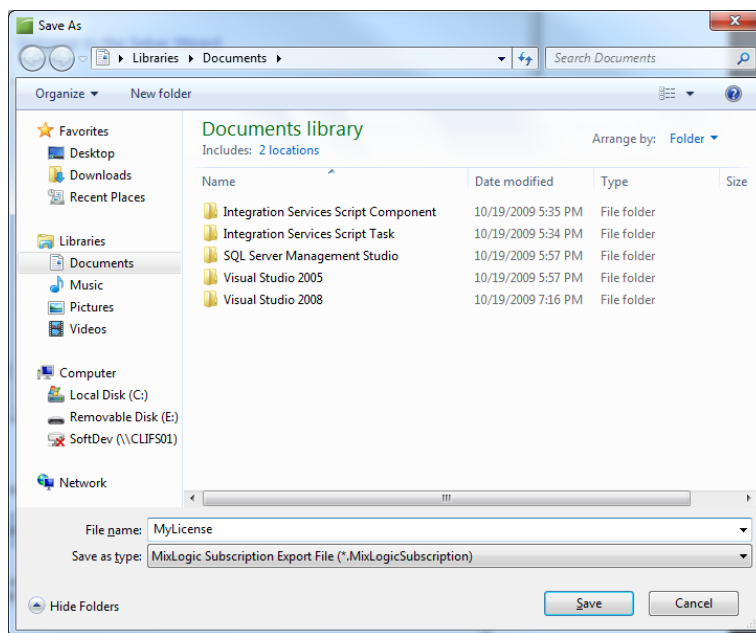 Save As
Libraries Documents
Search Documents
Organize New folder
Favorites
Desktop
Downloads
Recent Places
Libraries
Documents
Music
Pictures
Videos
Computer
Local Disk (C:)
Removable Disk (E:)
SoftDev (\\CLIFS01)
Network
Documents library
Includes: 2 locations
Arrange by: Folder
Name Date modified Type Size
Integration Services Script Component 10/19/2009 5:35 PM File folder
Integration Services Script Task 10/19/2009 5:34 PM File folder
SQL Server Management Studio 10/19/2009 5:57 PM File folder
Visual Studio 2005 10/19/2009 5:57 PM File folder
Visual Studio 2008 10/19/2009 7:16 PM File folder
File name: MyLicense
Save as type: MixLogic Subscription Export File (*.MixLogicSubscription)
Hide Folders
Save Cancel